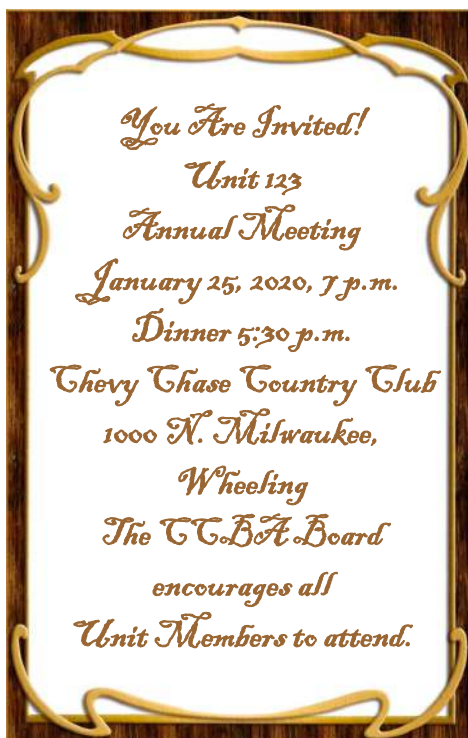 You Are Invited!
Unit 123
Annual Meeting
January 25, 2020, 7 p.m.
Dinner 5:30 p.m.
Chevy Chase Country Club
1000 N. Milwaukee,
Wheeling
The CCBA Board
encourages all
Unit Members to attend.